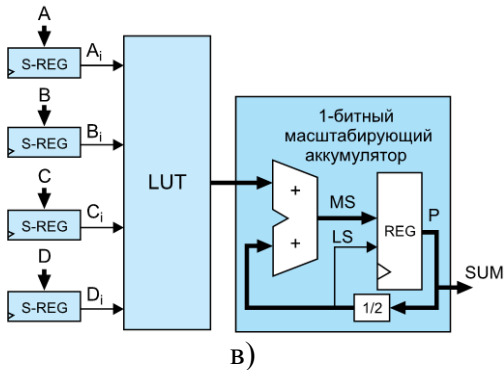 A
S-REG
Ai
B
S-REG
Bi
C
S-REG
Ci
D
S-REG
Di
LUT
1-битный
масштабирующий
аккумулятор
+
+
MS
LS
REG
P
1/2
SUM
в)